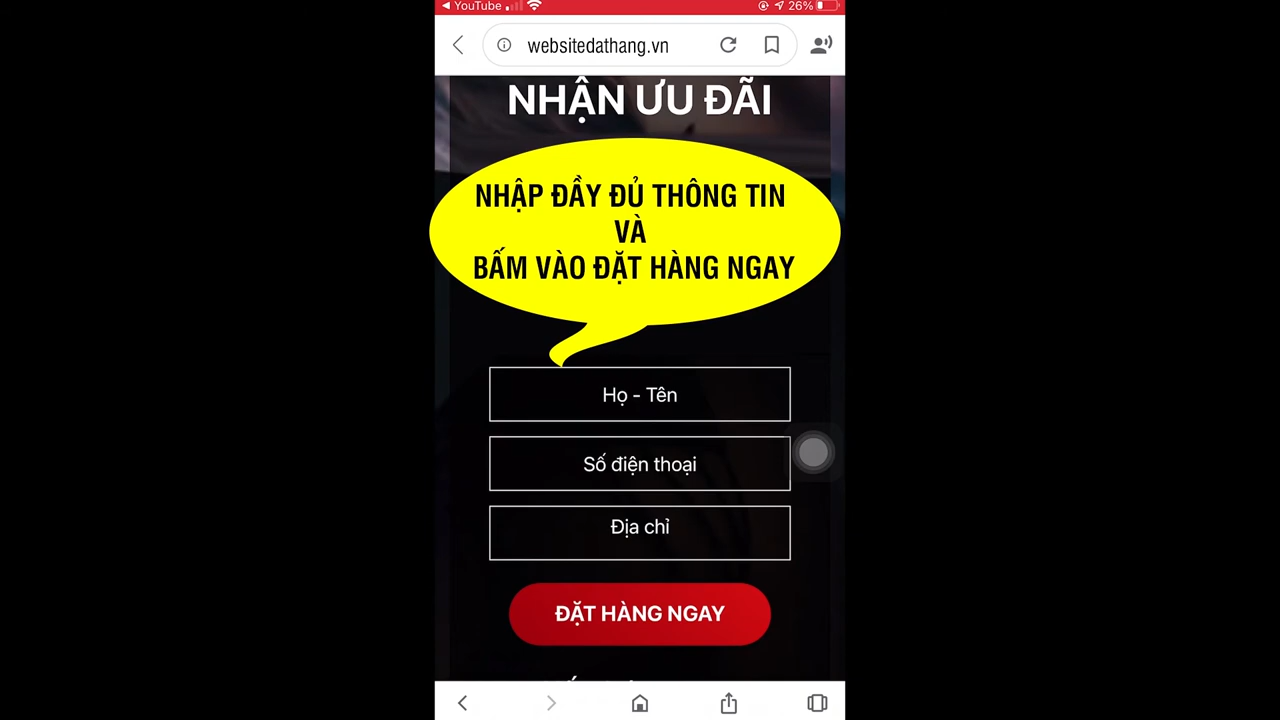 YouTube
26%
websitedathang.vn
NHẬN ƯU ĐÃI
NHẬP ĐẦY ĐỦ THÔNG TIN
VÀ
BẤM VÀO ĐẶT HÀNG NGAY
Họ - Tên
Số điện thoại
Địa chỉ
ĐẶT HÀNG NGAY